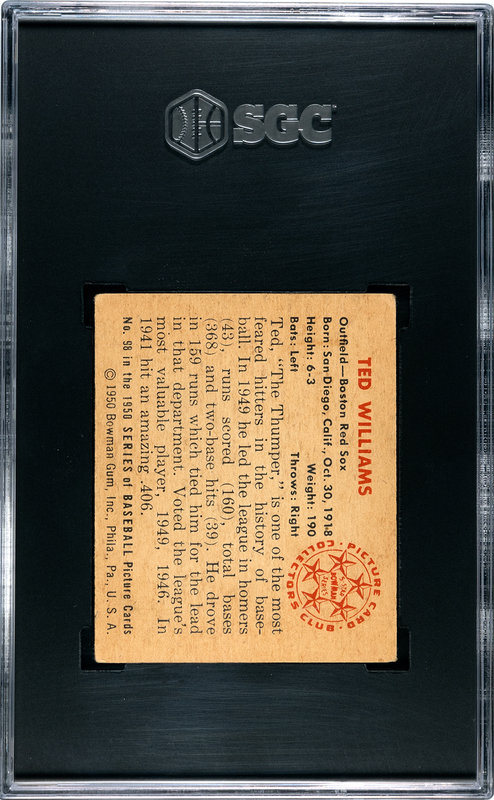 SGC
TED WILLIAMS
Outfield—Boston Red Sox
Born: San Diego, Calif., Oct. 30, 1918
Height: 6-3 Weight: 190
Bats: Left Throws: Right
Ted, "The Thumper," is one of the most
feared hitters in the history of base-
ball. In 1949 he led the league in homers
(43), runs scored (160), total bases
(368) and two-base hits (39). He drove
in 159 runs which tied him for the lead
in that department. Voted the league's
most valuable player, 1949, 1946. In
1941 hit an amazing .406.
No. 98 in the 1950 SERIES of BASEBALL Picture Cards
© 1950 Bowman Gum, Inc., Phila., Pa., U. S. A.
PICTURE CARD
COLLECTORS CLUB
5-STAR
BOWMAN
SERIES